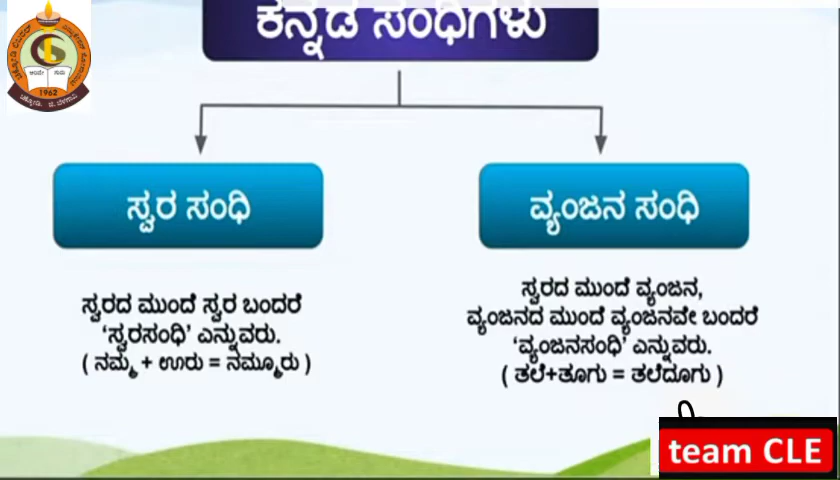 ಕನ್ನಡ ಸಂಧಿಗಳು
1962
ಸ್ವರ ಸಂಧಿ
ವ್ಯಂಜನ ಸಂಧಿ
ಸ್ವರದ ಮುಂದೆ ಸ್ವರ ಬಂದರೆ
‘ಸ್ವರಸಂಧಿ’ ಎನ್ನುವರು.
( ನಮ್ಮ + ಊರು = ನಮ್ಮೂರು )
ಸ್ವರದ ಮುಂದೆ ವ್ಯಂಜನ,
ವ್ಯಂಜನದ ಮುಂದೆ ವ್ಯಂಜನವೇ ಬಂದರೆ
‘ವ್ಯಂಜನಸಂಧಿ’ ಎನ್ನುವರು.
( ತಲೆ+ತೂಗು = ತಲೆದೂಗು )
team CLE